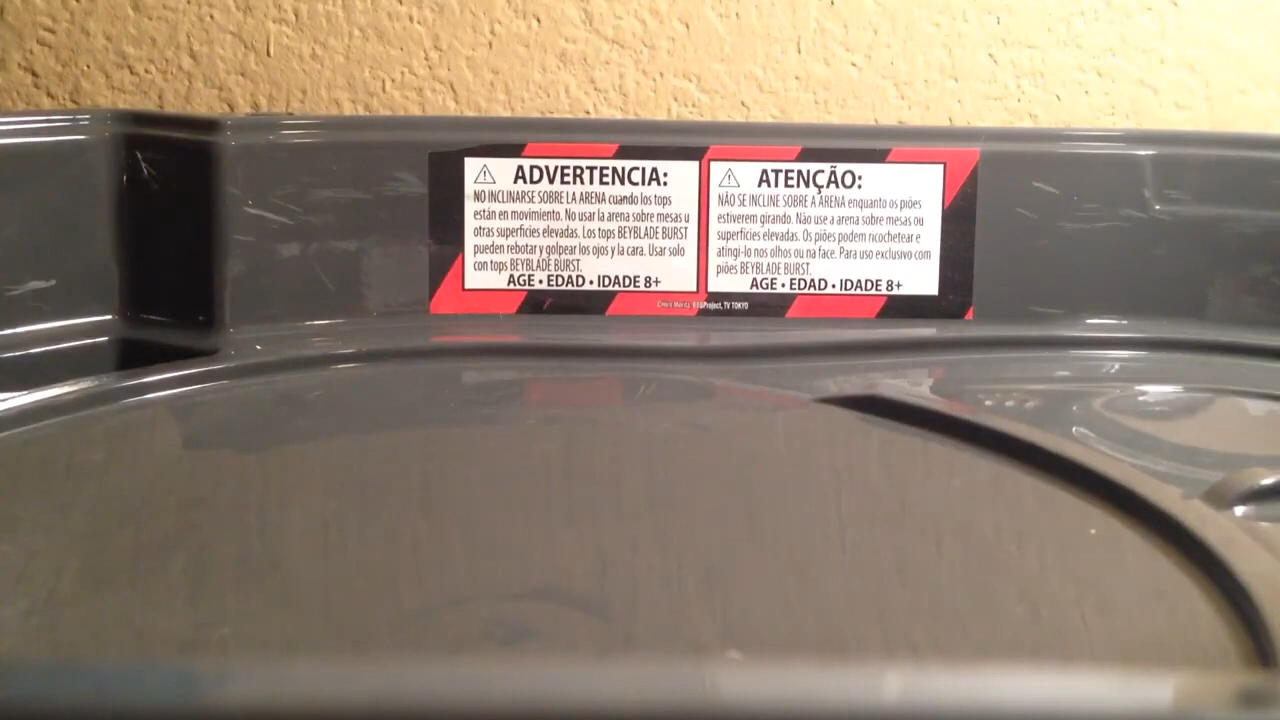 ADVERTENCIA:
NO INCLINARSE SOBRE LA ARENA cuando los tops
están en movimiento. No usar la arena sobre mesas u
otras superficies elevadas. Los tops BEYBLADE BURST
pueden rebotar y golpear los ojos y la cara. Usar solo
con tops BEYBLADE BURST.
AGE • EDAD • IDADE 8+
ATENÇÃO:
NÃO SE INCLINE SOBRE A ARENA enquanto os piões
estiverem girando. Não use a arena sobre mesas ou
superfícies elevadas. Os piões podem ricochetear e
atingi-lo nos olhos ou na face. Para uso exclusivo com
piões BEYBLADE BURST.
AGE • EDAD • IDADE 8+
Project, TV TOKYO